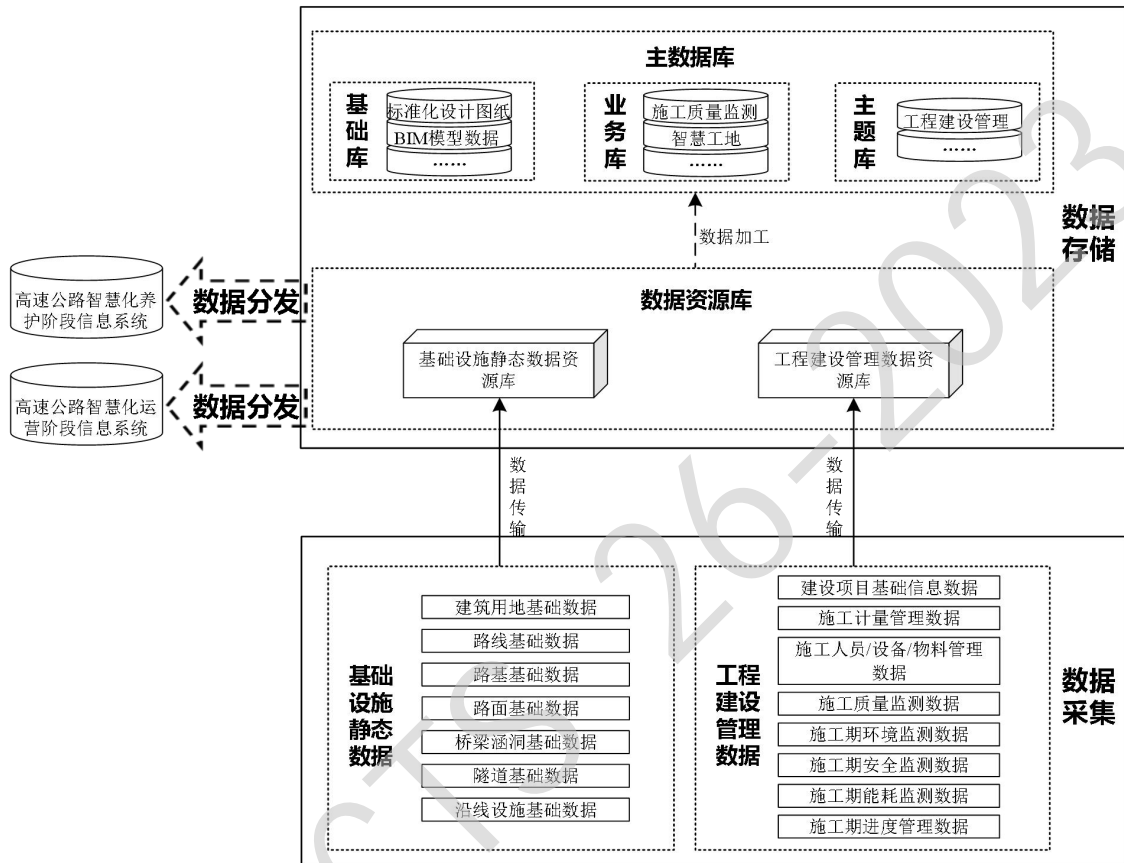 主数据库
基础库
标准化设计图纸
BIM模型数据
……
业务库
施工质量监测
智慧工地
……
主题库
工程建设管理
……
数据
存储
数据加工
高速公路智慧化养
护阶段信息系统
数据分发
高速公路智慧化运
营阶段信息系统
数据分发
数据资源库
基础设施静态数据资
源库
工程建设管理数据资
源库
数据传输
数据传输
基础
设施
静态
数据
建筑用地基础数据
路线基础数据
路基基础数据
路面基础数据
桥梁涵洞基础数据
隧道基础数据
沿线设施基础数据
工程
建设
管理
数据
建设项目基础信息数据
施工计量管理数据
施工人员/设备/物料管理
数据
施工质量监测数据
施工期环境监测数据
施工期安全监测数据
施工期能耗监测数据
施工期进度管理数据
数据
采集
CTS 26-2023